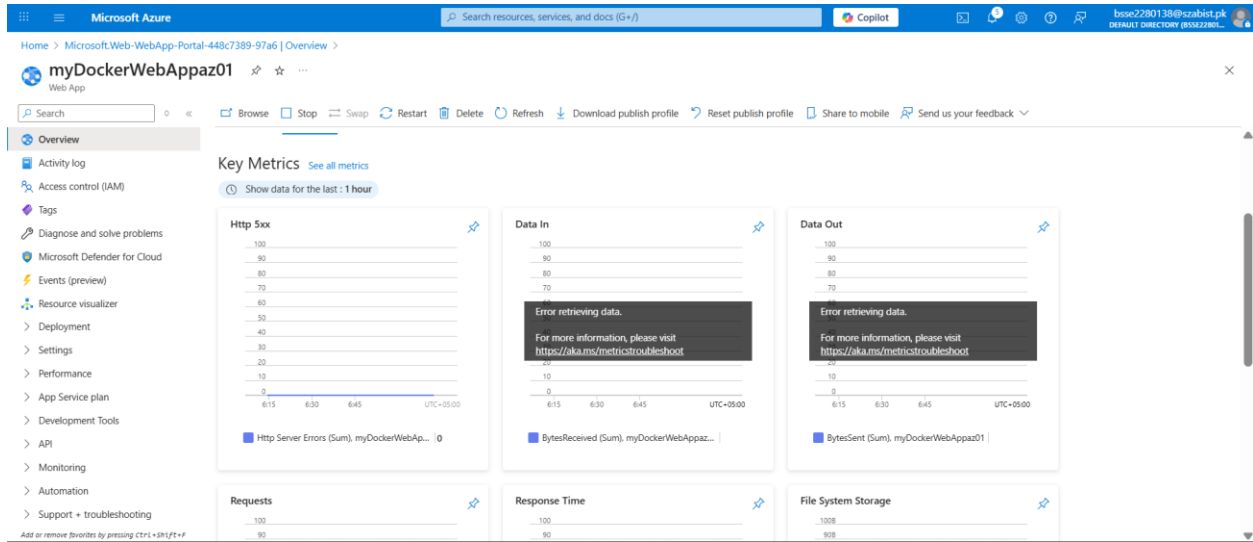 Microsoft Azure
Search resources, services, and docs (G+/)
Copilot
5
bsse2280138@szabist.pk
DEFAULT DIRECTORY (BSSE22801...
Home > Microsoft.Web-WebApp-Portal-448c7389-97a6 | Overview >
myDockerWebAppaz01
Web App
Search
Browse Stop Swap Restart Delete Refresh Download publish profile Reset publish profile Share to mobile Send us your feedback
Overview
Activity log
Access control (IAM)
Tags
Diagnose and solve problems
Microsoft Defender for Cloud
Events (preview)
Resource visualizer
Deployment
Settings
Performance
App Service plan
Development Tools
API
Monitoring
Automation
Support + troubleshooting
Add or remove favorites by pressing Ctrl+Shift+F
Key Metrics See all metrics
Show data for the last : 1 hour
Http 5xx
100
90
80
70
60
50
40
30
20
10
0
6:15 6:30 6:45 UTC+05:00
Http Server Errors (Sum), myDockerWebAp... 0
Data In
100
90
80
70
60
50
40
Error retrieving data.
For more information, please visit
https://aka.ms/metricstroubleshoot
20
10
0
6:15 6:30 6:45 UTC+05:00
BytesReceived (Sum), myDockerWebAppaz...
Data Out
100
90
80
70
60
50
40
Error retrieving data.
For more information, please visit
https://aka.ms/metricstroubleshoot
20
10
0
6:15 6:30 6:45 UTC+05:00
BytesSent (Sum), myDockerWebAppaz01
Requests
100
90
Response Time
100
90
File System Storage
100B
90B